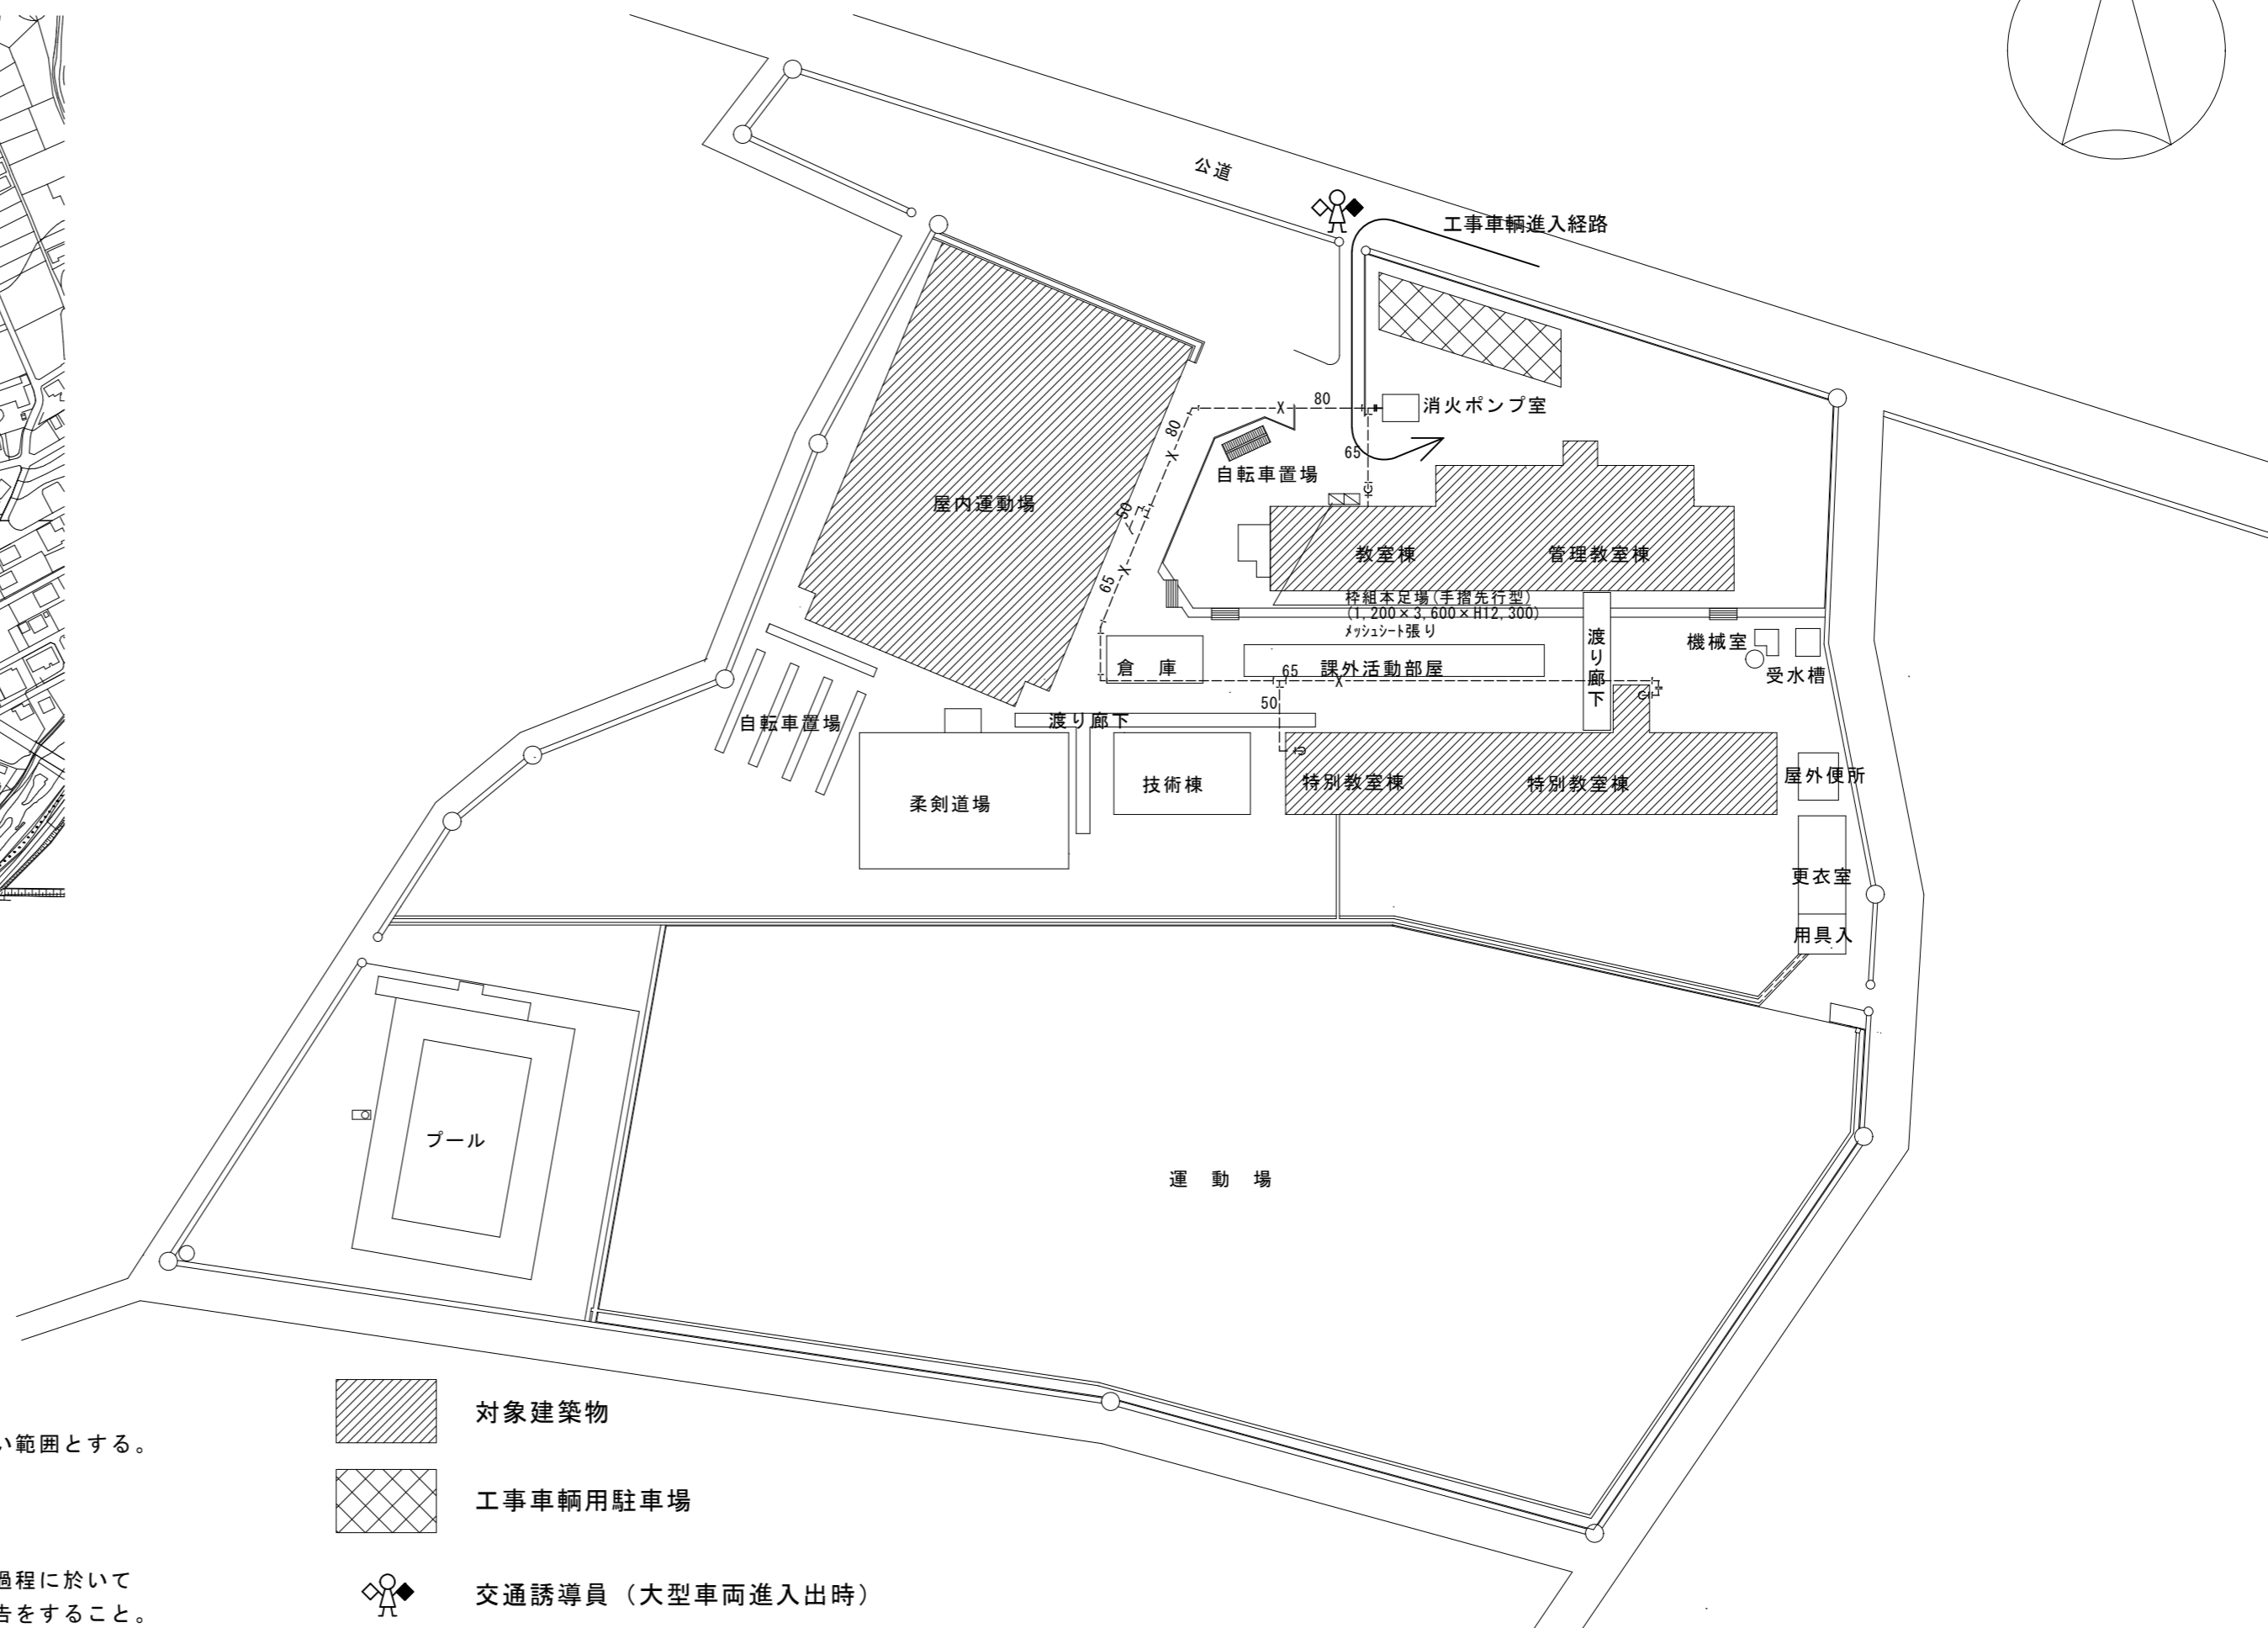 公道
工事車輌進入経路
80
消火ポンプ室
80
65
自転車置場
屋内運動場
50
教室棟
管理教室棟
65
枠組本足場(手摺先行型)
(1,200×3,600×H12,300)
メッシュシート張り
渡り廊下
機械室
倉　庫
65
課外活動部屋
受水槽
50
自転車置場
渡り廊下
屋外便所
技術棟
特別教室棟
特別教室棟
柔剣道場
更衣室
用具入
プール
運　動　場
対象建築物
い範囲とする。
工事車輌用駐車場
過程に於いて
告をすること。
交通誘導員（大型車両進入出時）